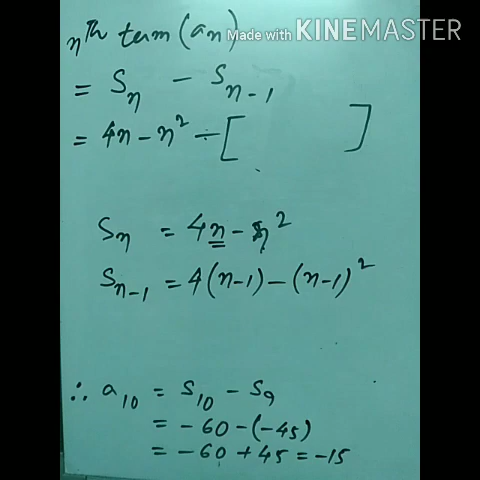 nth term (an)
Made with KINEMASTER
= Sn - Sn-1
= 4n - n² - [ ]
Sn = 4n - n²
Sn-1 = 4(n-1) - (n-1)²
∴ a10 = S10 - S9
= -60 - (-45)
= -60 + 45 = -15